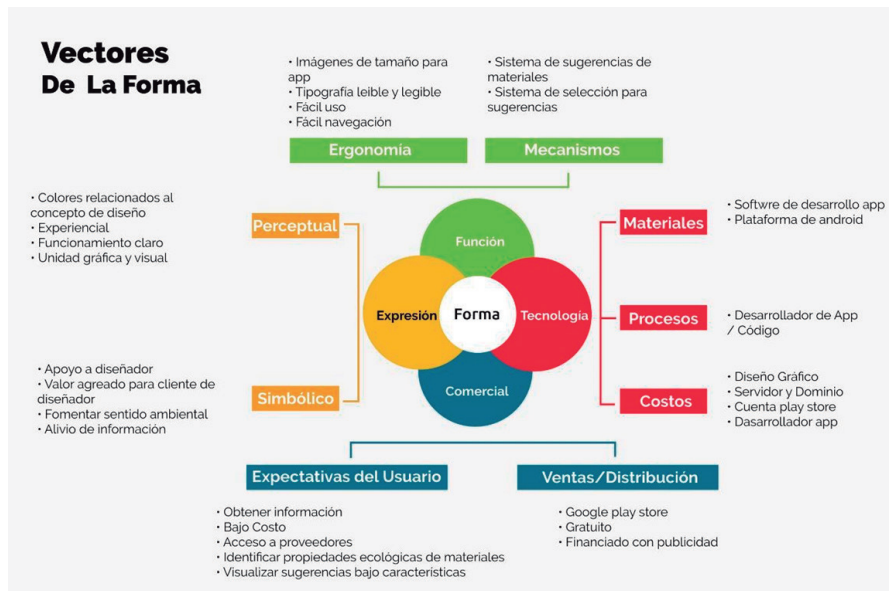 Vectores
De La Forma
• Imágenes de tamaño para
app
• Tipografía leible y legible
• Fácil uso
• Fácil navegación
• Sistema de sugerencias de
materiales
• Sistema de selección para
sugerencias
Ergonomía
Mecanismos
• Colores relacionados al
concepto de diseño
• Experiencial
• Funcionamiento claro
• Unidad gráfica y visual
Perceptual
Función
Materiales
• Softwre de desarrollo app
• Plataforma de android
Expresión
Forma
Tecnología
Procesos
• Desarrollador de App
/ Código
• Apoyo a diseñador
• Valor agregado para cliente de
diseñador
• Fomentar sentido ambiental
• Alivio de información
Simbólico
Comercial
Costos
• Diseño Gráfico
• Servidor y Dominio
• Cuenta play store
• Dasarrollador app
Expectativas del Usuario
Ventas/Distribución
• Obtener información
• Bajo Costo
• Acceso a proveedores
• Identificar propiedades ecológicas de materiales
• Visualizar sugerencias bajo características
• Google play store
• Gratuito
• Financiado con publicidad